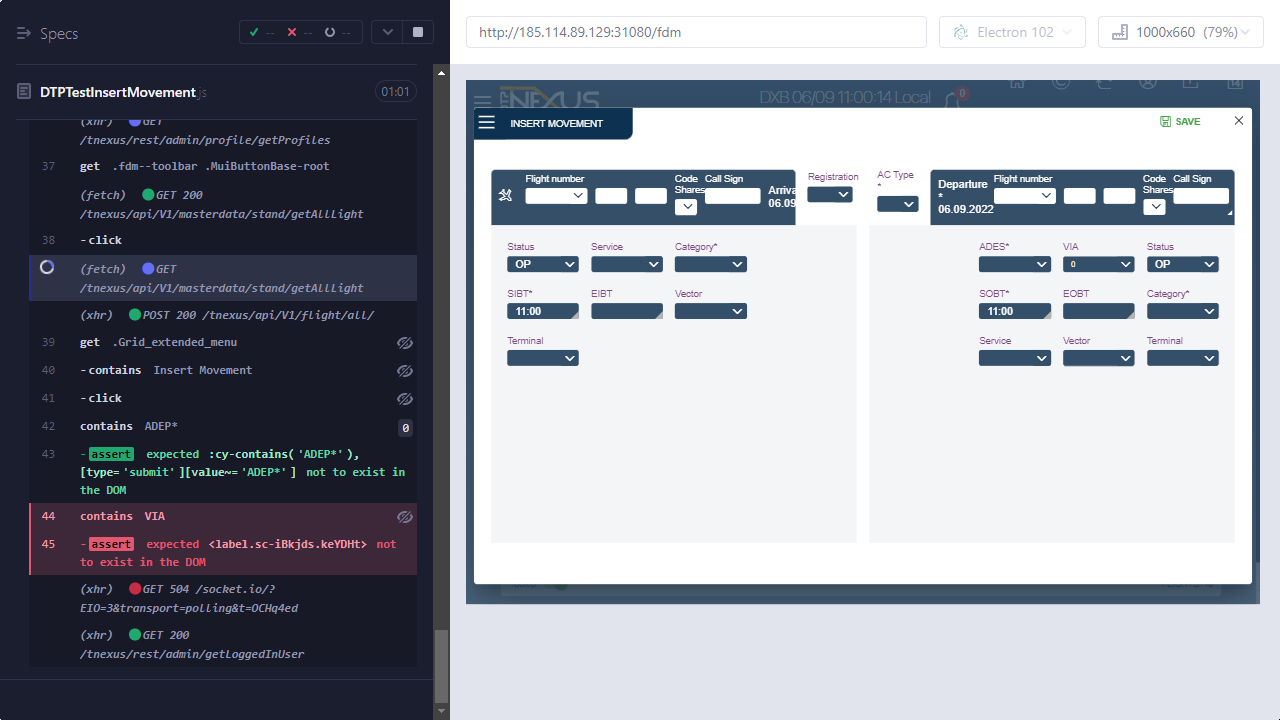 Specs
--
--
--
http://185.114.89.129:31080/fdm
Electron 102
1000x660 (79%)
DTPTestInsertMovement.js
01:01
(xhr) GET
/tnexus/rest/admin/profile/getProfiles
37 get .fdm--toolbar .MuiButtonBase-root
(fetch) GET 200
/tnexus/api/V1/masterdata/stand/getAllLight
38 -click
(fetch) GET
/tnexus/api/V1/masterdata/stand/getAllLight
(xhr) POST 200 /tnexus/api/V1/flight/all/
39 get .Grid_extended_menu
40 -contains Insert Movement
41 -click
42 contains ADEP* 0
43 -assert expected :cy-contains('ADEP*'),
[type='submit'][value~='ADEP*'] not to exist in
the DOM
44 contains VIA
45 -assert expected <label.sc-iBkjds.keYDHt> not
to exist in the DOM
(xhr) GET 504 /socket.io/?
EIO=3&transport=polling&t=OCHq4ed
(xhr) GET 200
/tnexus/rest/admin/getLoggedInUser
NEXUS
DXB 06/09 11:00:14 Local
0
INSERT MOVEMENT
SAVE
Flight number
Code
Shares
Call Sign
Arriva
06.09
Registration
AC Type
*
Departure
*
06.09.2022
Flight number
Code
Shares
Call Sign
Status Service Category*
OP
SIBT* EIBT Vector
11:00
Terminal
ADES* VIA Status
0 OP
SOBT* EOBT Category*
11:00
Service Vector Terminal